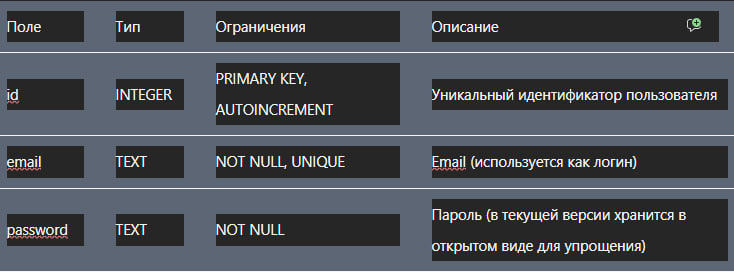 Поле Тип Ограничения Описание
id INTEGER PRIMARY KEY, AUTOINCREMENT Уникальный идентификатор пользователя
email TEXT NOT NULL, UNIQUE Email (используется как логин)
password TEXT NOT NULL Пароль (в текущей версии хранится в открытом виде для упрощения)